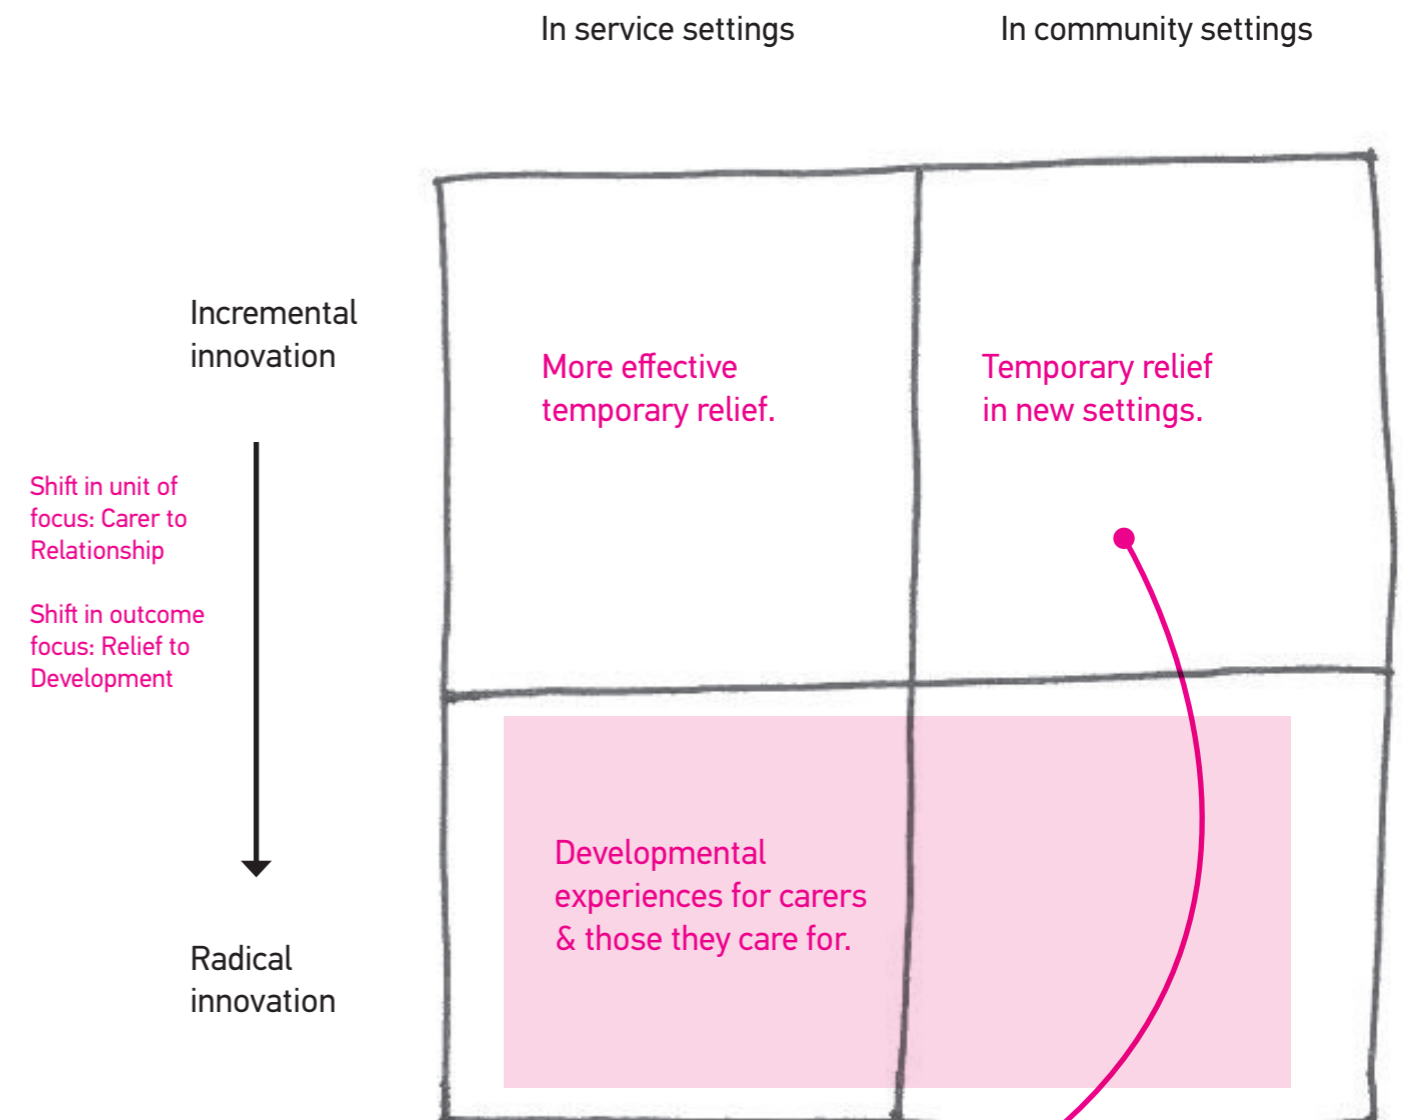 In service settings
In community settings
Incremental
innovation
More effective
temporary relief.
Temporary relief
in new settings.
Shift in unit of
focus: Carer to
Relationship
Shift in outcome
focus: Relief to
Development
Developmental
experiences for carers
& those they care for.
Radical
innovation